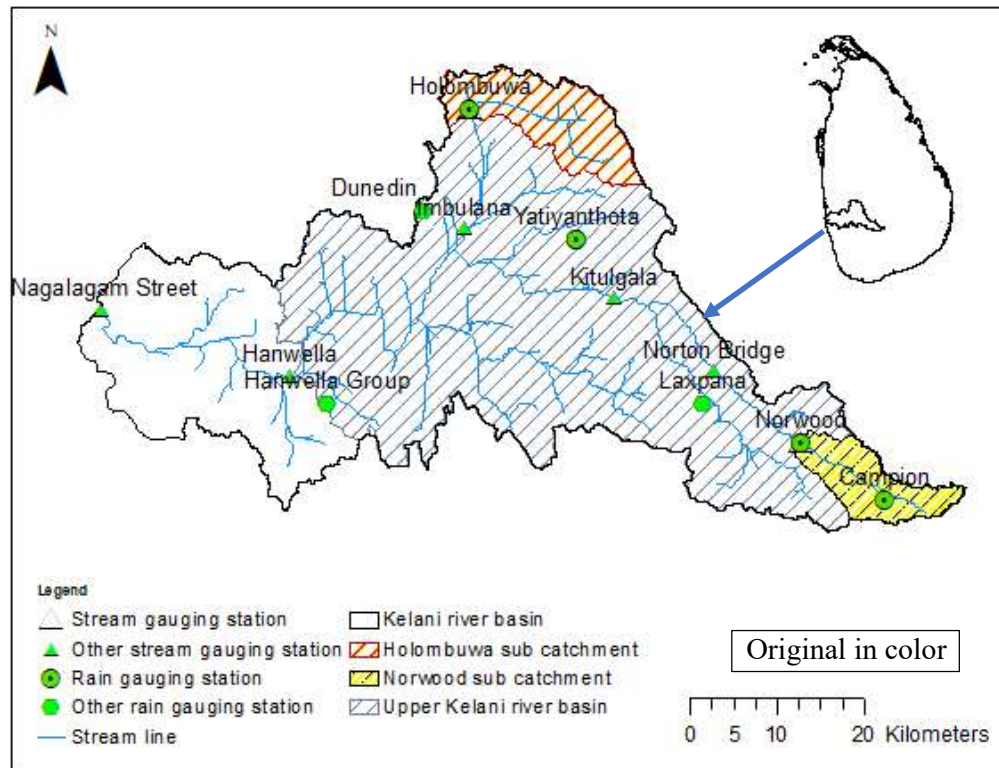 N
Holombuwa
Dunedin
Imbulana
Yatiyanthota
Nagalagam Street
Kitulgala
Hanwella
Norton Bridge
Hanwella Group
Laxpana
Norwood
Campion
Legend
Stream gauging station
Kelani river basin
Other stream gauging station
Holombuwa sub catchment
Rain gauging station
Norwood sub catchment
Other rain gauging station
Upper Kelani river basin
Stream line
Original in color
0 5 10 20 Kilometers